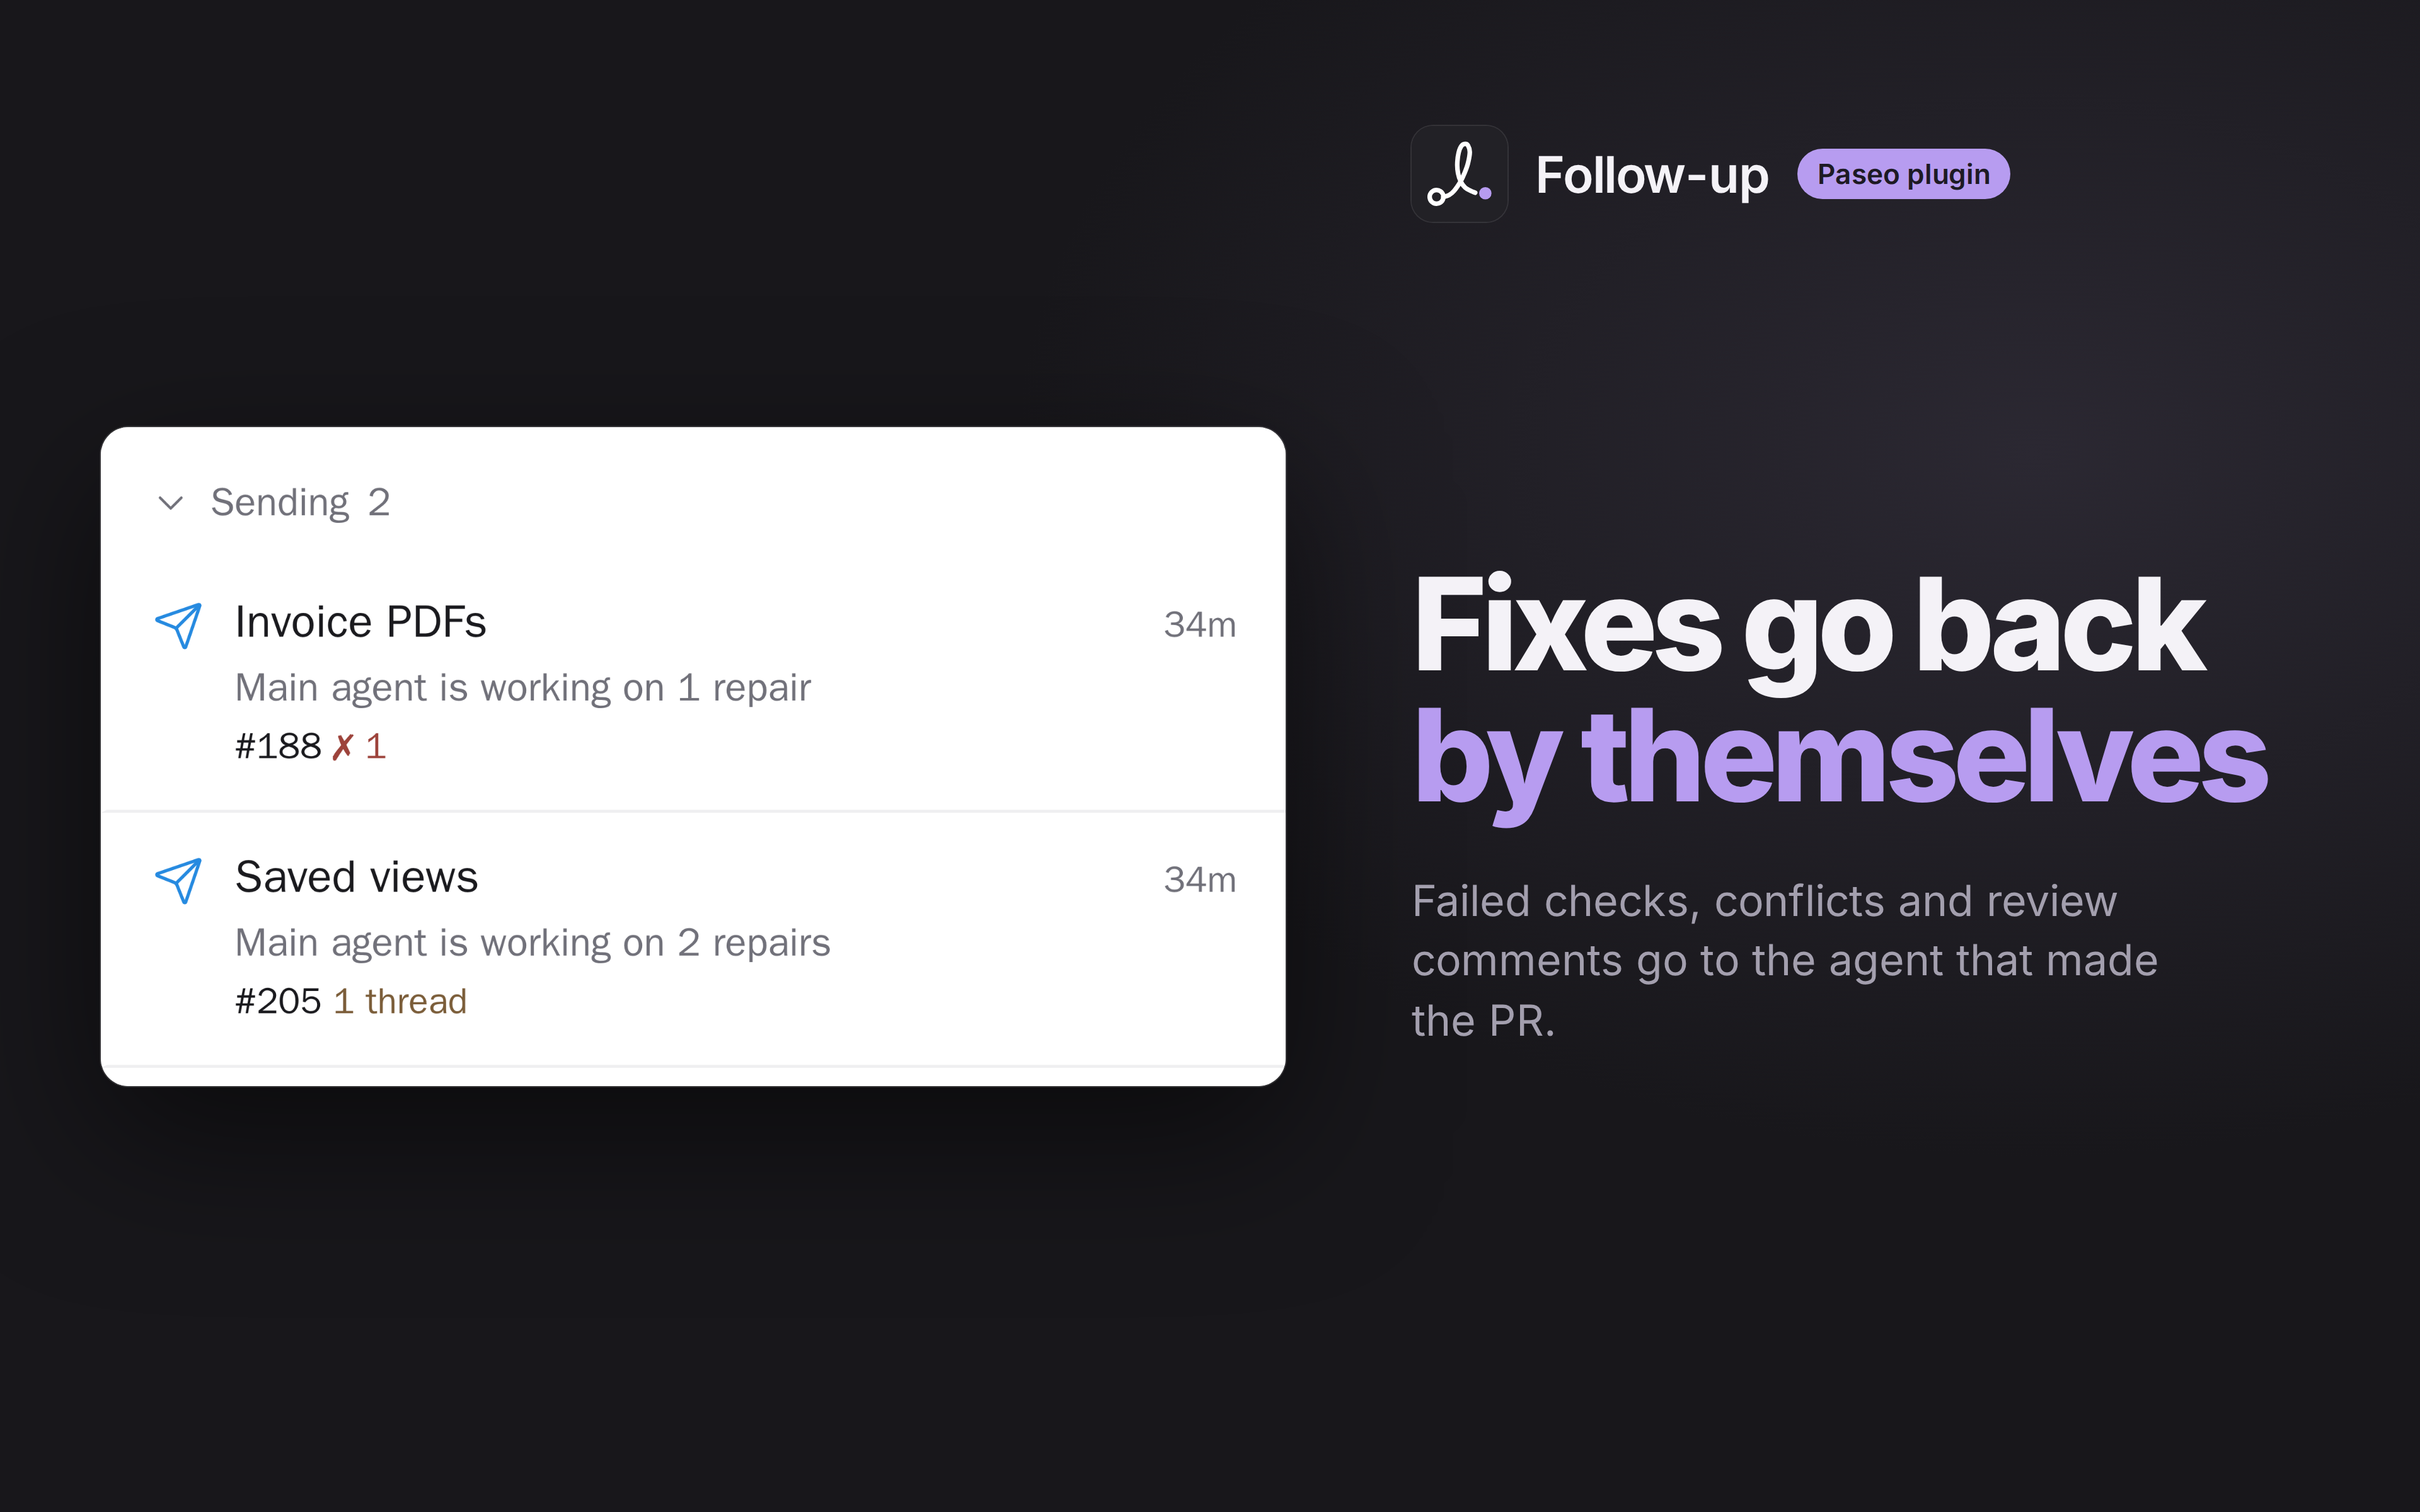 Follow-up
Paseo plugin
Sending 2
Invoice PDFs
34m
Main agent is working on 1 repair
#188 ✗ 1
Saved views
34m
Main agent is working on 2 repairs
#205 1 thread
Fixes go back
by themselves
Failed checks, conflicts and review
comments go to the agent that made
the PR.